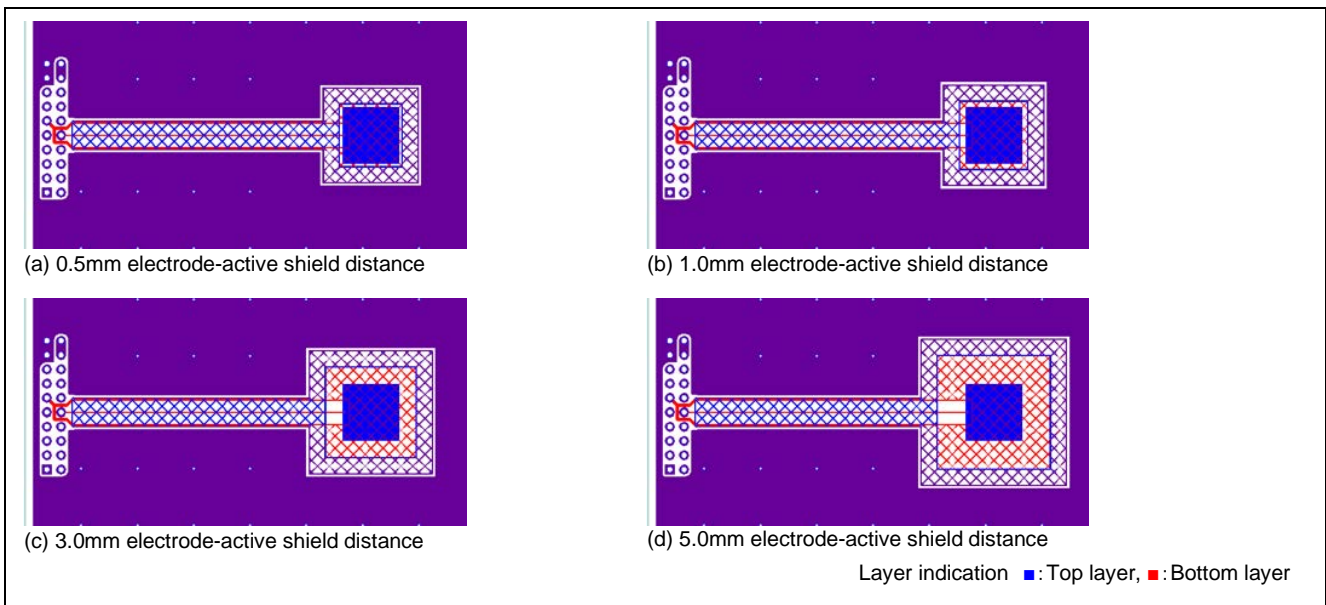 (a) 0.5mm electrode-active shield distance
(b) 1.0mm electrode-active shield distance
(c) 3.0mm electrode-active shield distance
(d) 5.0mm electrode-active shield distance
Layer indication ■: Top layer, ■: Bottom layer